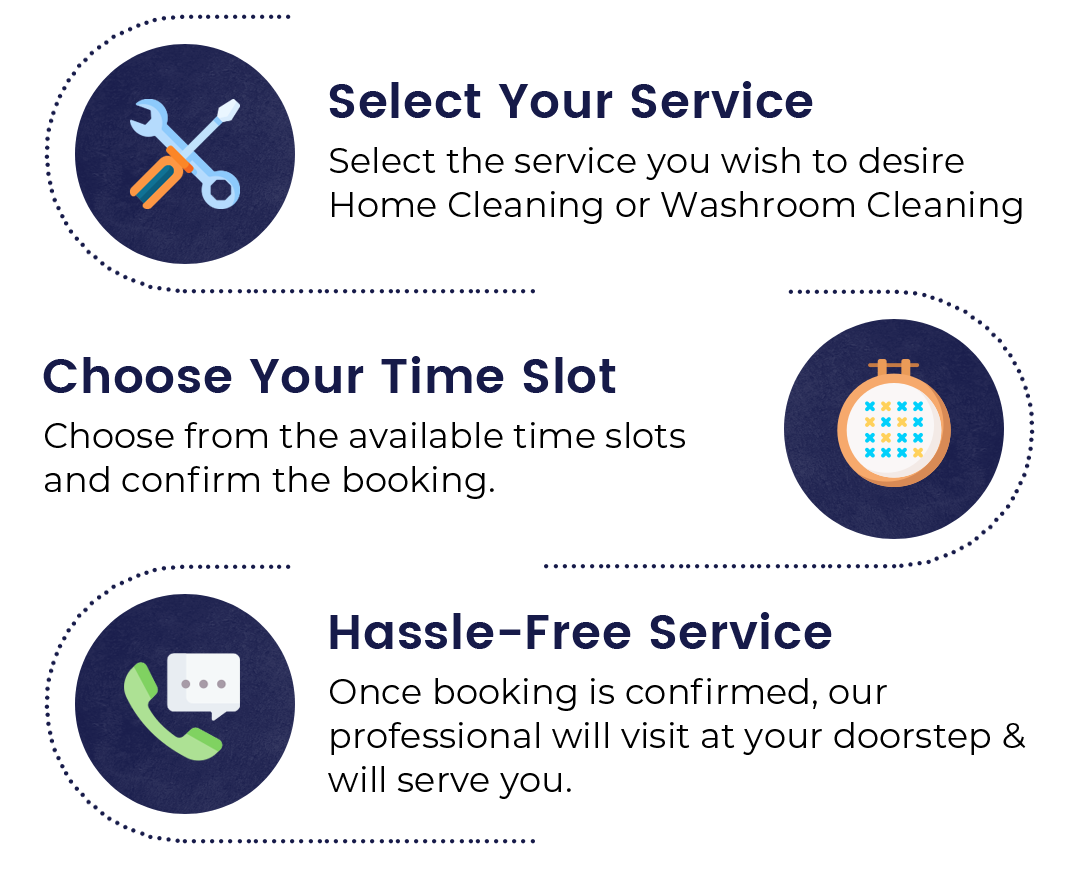 Select Your Service
Select the service you wish to desire
Home Cleaning or Washroom Cleaning
Choose Your Time Slot
Choose from the available time slots
and confirm the booking.
Hassle-Free Service
Once booking is confirmed, our
professional will visit at your doorstep &
will serve you.